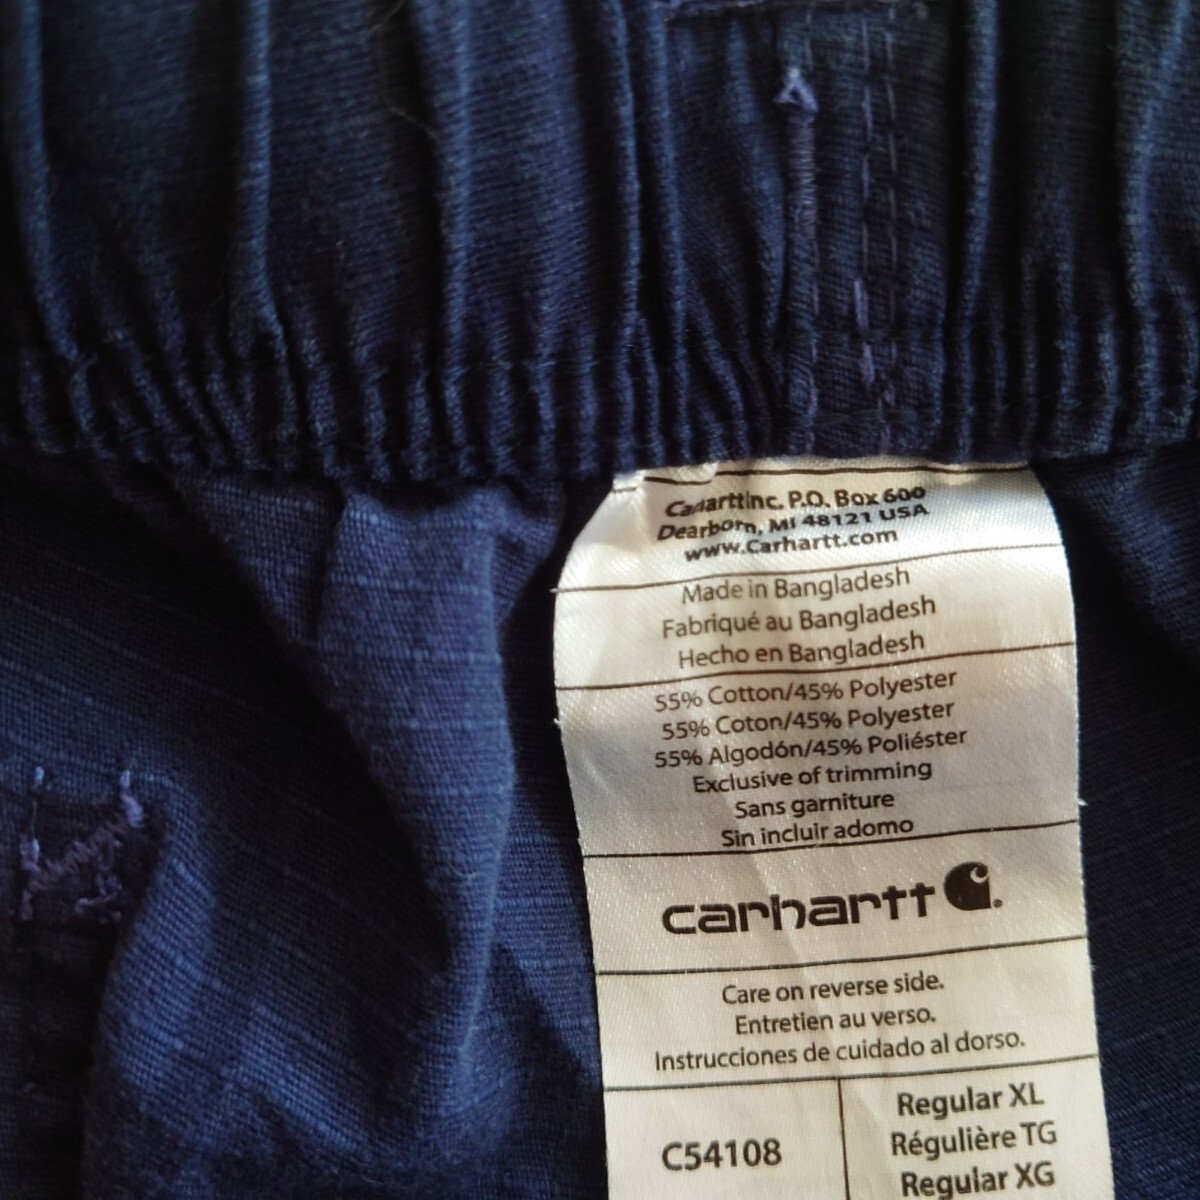 Carhartt Inc. P.O. Box 600
Dearborn, MI 48121 USA
www.Carhartt.com
Made in Bangladesh
Fabriqué au Bangladesh
Hecho en Bangladesh
55% Cotton/45% Polyester
55% Coton/45% Polyester
55% Algodón/45% Poliéster
Exclusive of trimming
Sans garniture
Sin incluir adorno
carhartt
Care on reverse side.
Entretien au verso.
Instrucciones de cuidado al dorso.
C54108
Regular XL
Régulière TG
Regular XG